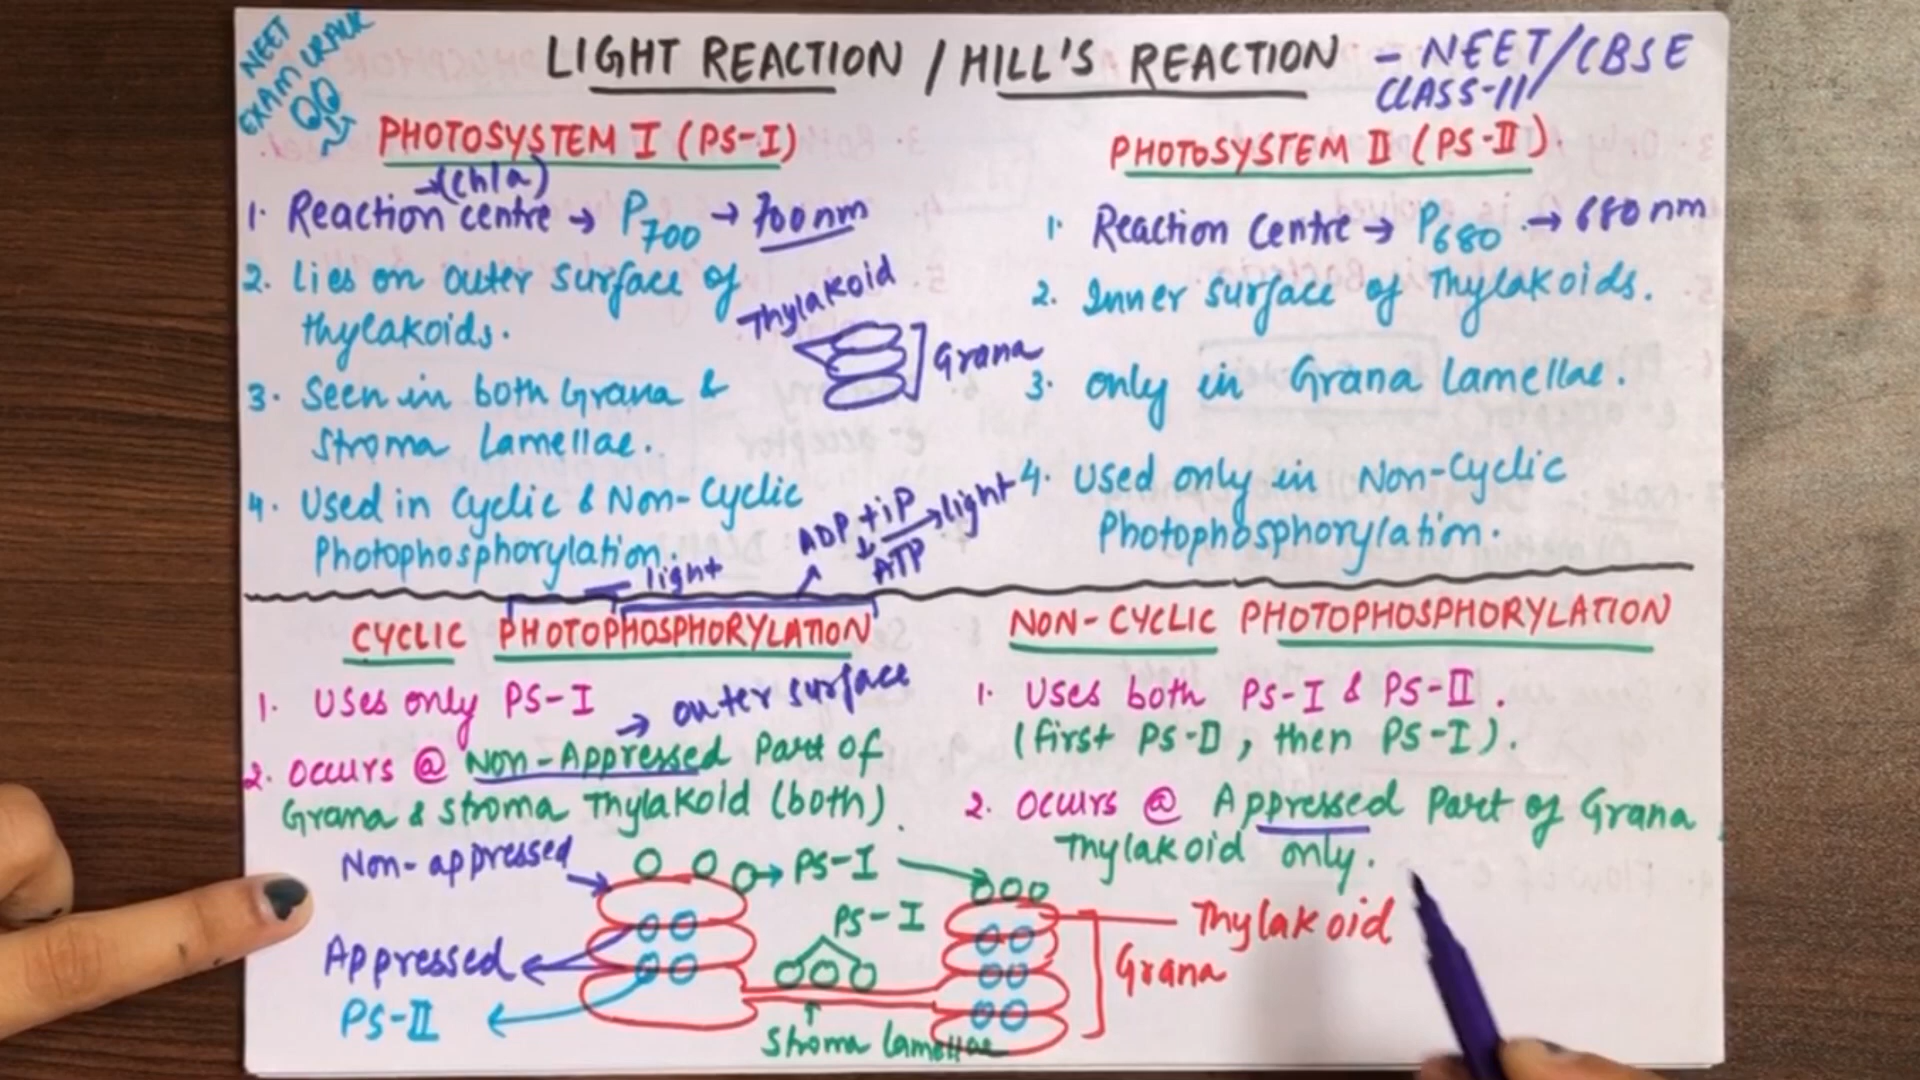 NEET
EXAM CRACK
LIGHT REACTION / HILL'S REACTION - NEET/CBSE
CLASS-11
PHOTOSYSTEM I (PS-I)
→(chl a)
1. Reaction centre → P700 → 700nm
2. Lies on outer surface of
thylakoids.
Thylakoid
Grana
3. Seen in both Grana &
Stroma Lamellae.
4. Used in Cyclic & Non-Cyclic
Photophosphorylation.
ADP + iP → light
↓
ATP
light
PHOTOSYSTEM II (PS-II).
1. Reaction Centre → P680 → 680nm
2. Inner surface of Thylakoids.
3. only in Grana Lamellae.
4. Used only in Non-Cyclic
Photophosphorylation.
CYCLIC PHOTOPHOSPHORYLATION
1. Uses only PS-I
→ outer surface
2. Occurs @ Non-Appressed Part of
Grana & Stroma Thylakoid (both).
NON-CYCLIC PHOTOPHOSPHORYLATION
1. Uses both PS-I & PS-II.
(first PS-II, then PS-I).
2. Occurs @ Appressed Part of Grana
Thylakoid only.
Non-appressed
→ PS-I
PS-I
Thylakoid
Appressed
Grana
PS-II
Stroma lamellae